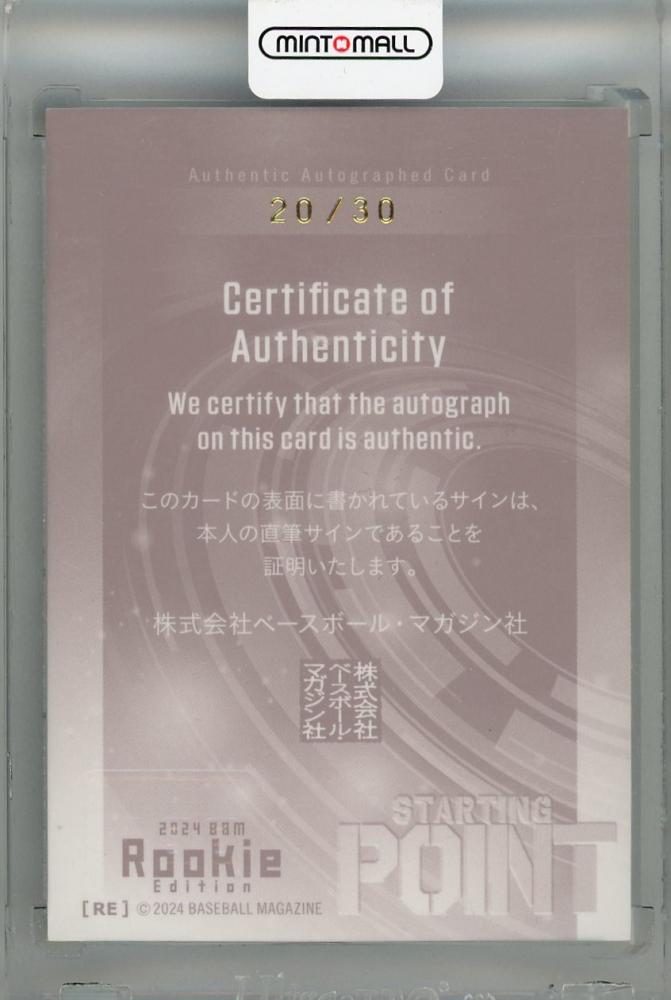 MINT MALL
Authentic Autographed Card
20/30
Certificate of
Authenticity
We certify that the autograph
on this card is authentic.
このカードの表面に書かれているサインは、
本人の直筆サインであることを
証明いたします。
株式会社ベースボール・マガジン社
株式会社
ベースボール・
マガジン社
STARTING
POINT
2024 BBM
Rookie
Edition
[RE] ©2024 BASEBALL MAGAZINE